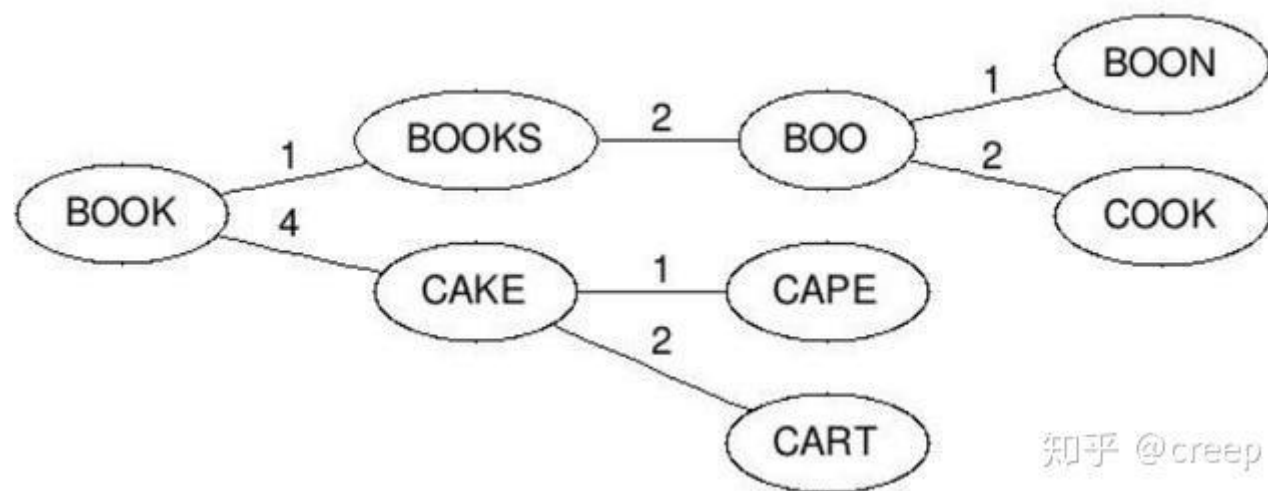 BOON
1
BOOKS 2 BOO
1 2
BOOK COOK
4
CAKE 1 CAPE
2
CART
知乎 @creep